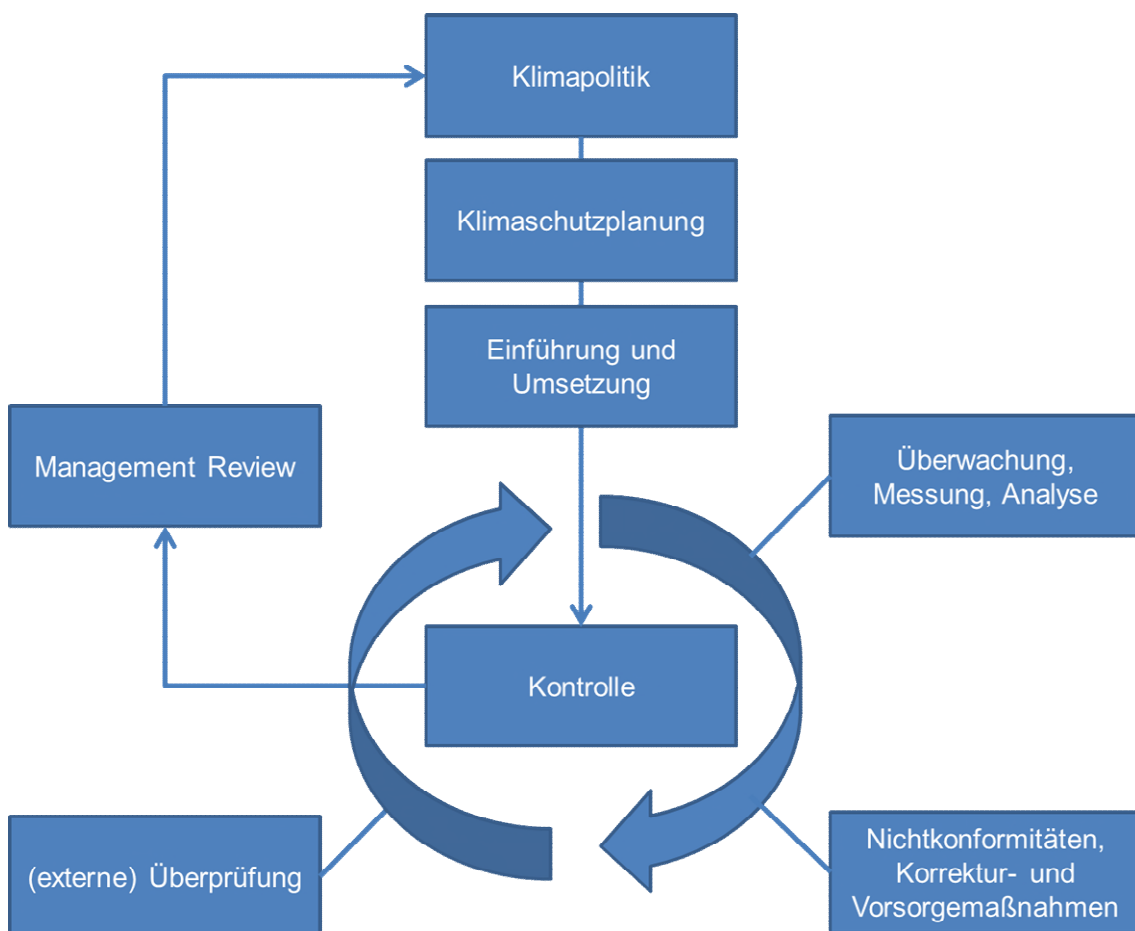 Klimapolitik
Klimaschutzplanung
Einführung und
Umsetzung
Management Review
Überwachung,
Messung, Analyse
Kontrolle
(externe) Überprüfung
Nichtkonformitäten,
Korrektur- und
Vorsorgemaßnahmen